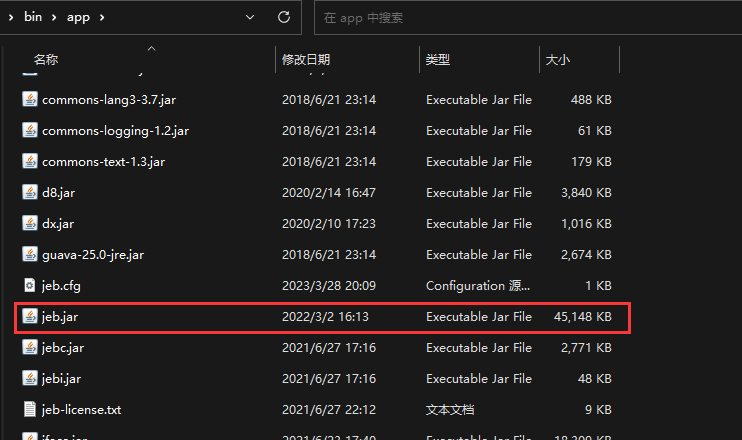 bin app
在 app 中搜索
名称 修改日期 类型 大小
commons-lang3-3.7.jar 2018/6/21 23:14 Executable Jar File 488 KB
commons-logging-1.2.jar 2018/6/21 23:14 Executable Jar File 61 KB
commons-text-1.3.jar 2018/6/21 23:14 Executable Jar File 179 KB
d8.jar 2020/2/14 16:47 Executable Jar File 3,840 KB
dx.jar 2020/2/10 17:23 Executable Jar File 1,016 KB
guava-25.0-jre.jar 2018/6/21 23:14 Executable Jar File 2,674 KB
jeb.cfg 2023/3/28 20:09 Configuration 源... 1 KB
jeb.jar 2022/3/2 16:13 Executable Jar File 45,148 KB
jebc.jar 2021/6/27 17:16 Executable Jar File 2,771 KB
jebi.jar 2021/6/27 17:16 Executable Jar File 48 KB
jeb-license.txt 2021/6/27 22:12 文本文档 9 KB